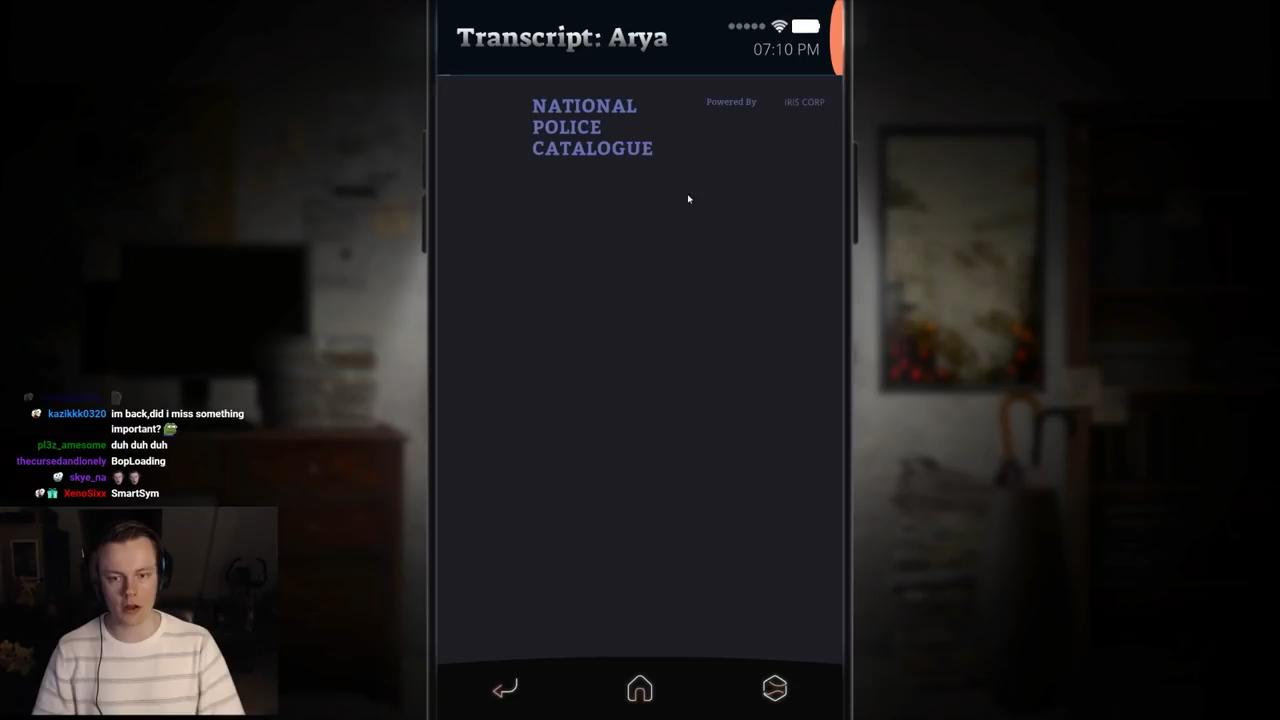 Transcript: Arya
07:10 PM
NATIONAL
POLICE
CATALOGUE
Powered By
IRIS CORP
kazikkk0320 im back,did i miss something
important?
pl3z_amesome duh duh duh
thecursedandlonely BopLoading
skye_na
XenoSixx SmartSym